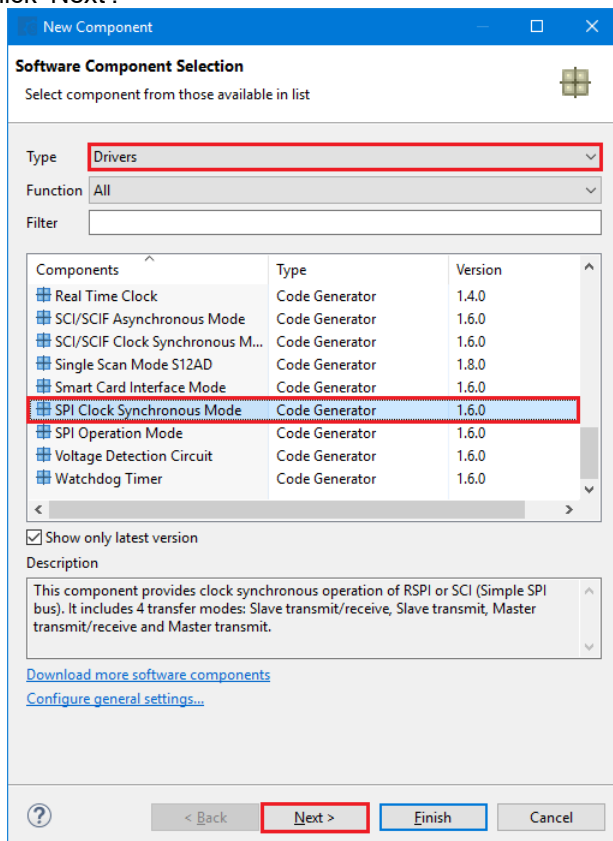 click 'Next'.
New Component
Software Component Selection
Select component from those available in list
Type Drivers
Function All
Filter
Components Type Version
Real Time Clock Code Generator 1.4.0
SCI/SCIF Asynchronous Mode Code Generator 1.6.0
SCI/SCIF Clock Synchronous M... Code Generator 1.6.0
Single Scan Mode S12AD Code Generator 1.8.0
Smart Card Interface Mode Code Generator 1.6.0
SPI Clock Synchronous Mode Code Generator 1.6.0
SPI Operation Mode Code Generator 1.6.0
Voltage Detection Circuit Code Generator 1.6.0
Watchdog Timer Code Generator 1.6.0
Show only latest version
Description
This component provides clock synchronous operation of RSPI or SCI (Simple SPI
bus). It includes 4 transfer modes: Slave transmit/receive, Slave transmit, Master
transmit/receive and Master transmit.
Download more software components
Configure general settings...
? < Back Next > Finish Cancel